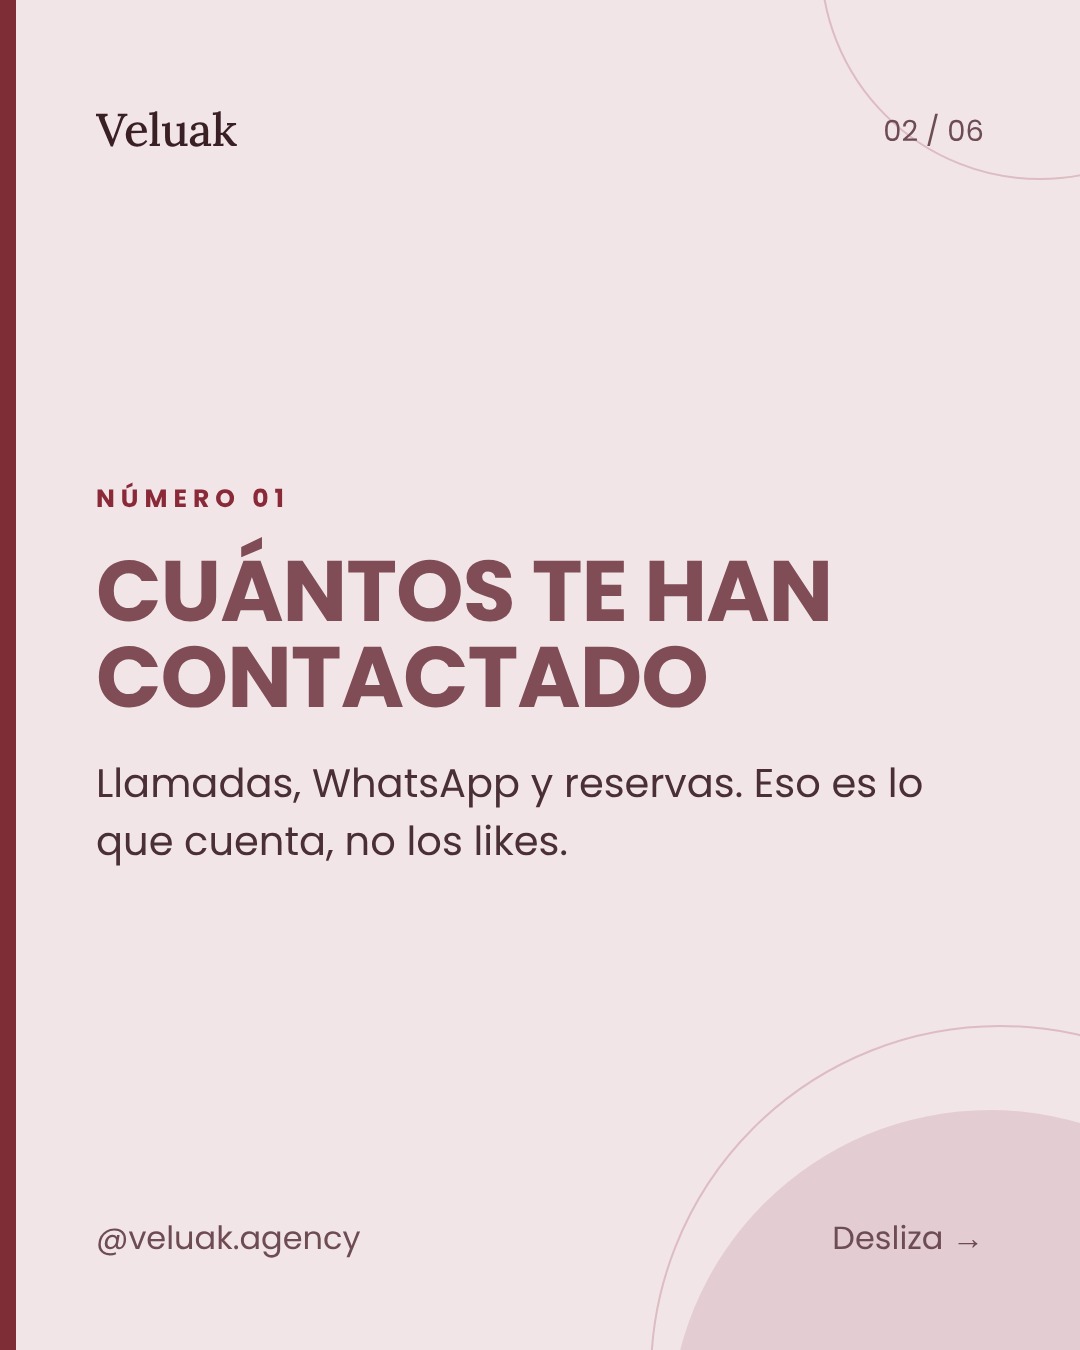 Veluak
02 / 06
NÚMERO 01
CUÁNTOS TE HAN
CONTACTADO
Llamadas, WhatsApp y reservas. Eso es lo
que cuenta, no los likes.
@veluak.agency
Desliza →